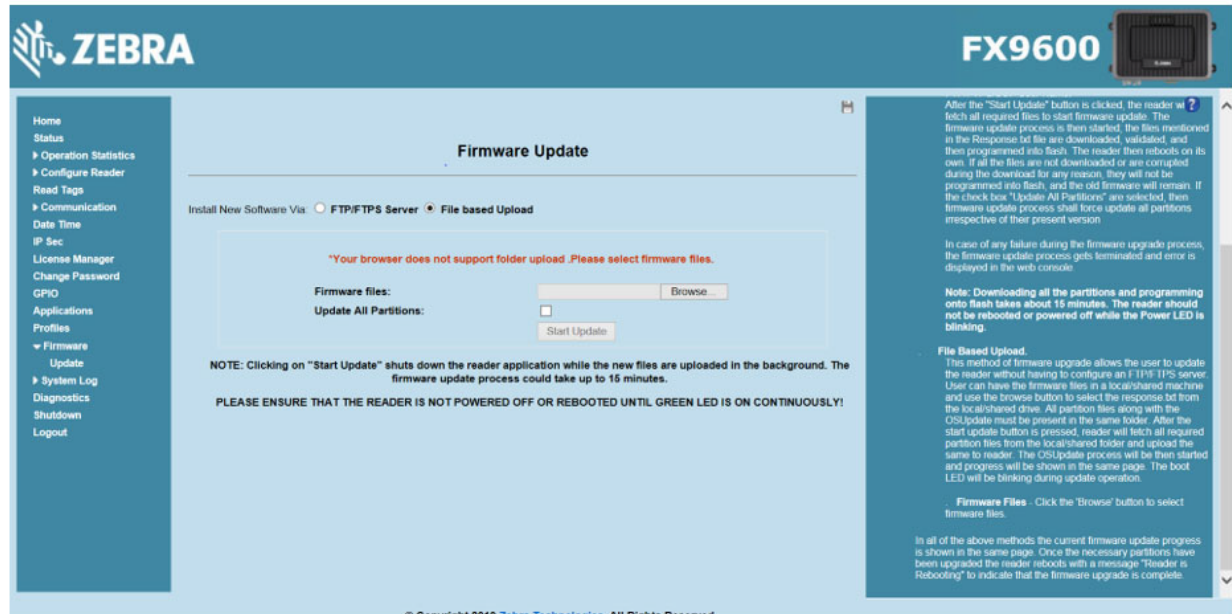 ZEBRA
FX9600
Home
Status
Operation Statistics
Configure Reader
Read Tags
Communication
Date Time
IP Sec
License Manager
Change Password
GPIO
Applications
Profiles
Firmware
Update
System Log
Diagnostics
Shutdown
Logout
Firmware Update
Install New Software Via: FTP/FTPS Server File based Upload
*Your browser does not support folder upload .Please select firmware files.
Firmware files: Browse...
Update All Partitions:
Start Update
NOTE: Clicking on "Start Update" shuts down the reader application while the new files are uploaded in the background. The
firmware update process could take up to 15 minutes.
PLEASE ENSURE THAT THE READER IS NOT POWERED OFF OR REBOOTED UNTIL GREEN LED IS ON CONTINUOUSLY!
After the "Start Update" button is clicked, the reader
fetch all required files to start firmware update. The
firmware update process is then started, the files mentioned
in the Response.txt file are downloaded, validated, and
then programmed into flash. The reader then reboots on its
own. If all the files are not downloaded or are corrupted
during the download for any reason, they will not be
programmed into flash, and the old firmware will remain. If
the check box "Update All Partitions" are selected, then
firmware update process shall force update all partitions
irrespective of their present version
In case of any failure during the firmware upgrade process,
the firmware update process gets terminated and error is
displayed in the web console
Note: Downloading all the partitions and programming
onto flash takes about 15 minutes. The reader should
not be rebooted or powered off while the Power LED is
blinking.
File Based Upload.
This method of firmware upgrade allows the user to update
the reader without having to configure an FTP/FTPS server.
User can have the firmware files in a local/shared machine
and use the browse button to select the response.txt from
the local/shared drive. All partition files along with the
OSUpdate must be present in the same folder. After the
start update button is pressed, reader will fetch all required
partition files from the local/shared folder and upload the
same to reader. The OSUpdate process will be then started
and progress will be shown in the same page. The boot
LED will be blinking during update operation.
Firmware Files - Click the 'Browse' button to select
firmware files.
In all of the above methods the current firmware update progress
is shown in the same page. Once the necessary partitions have
been upgraded the reader reboots with a message "Reader is
Rebooting" to indicate that the firmware upgrade is complete.